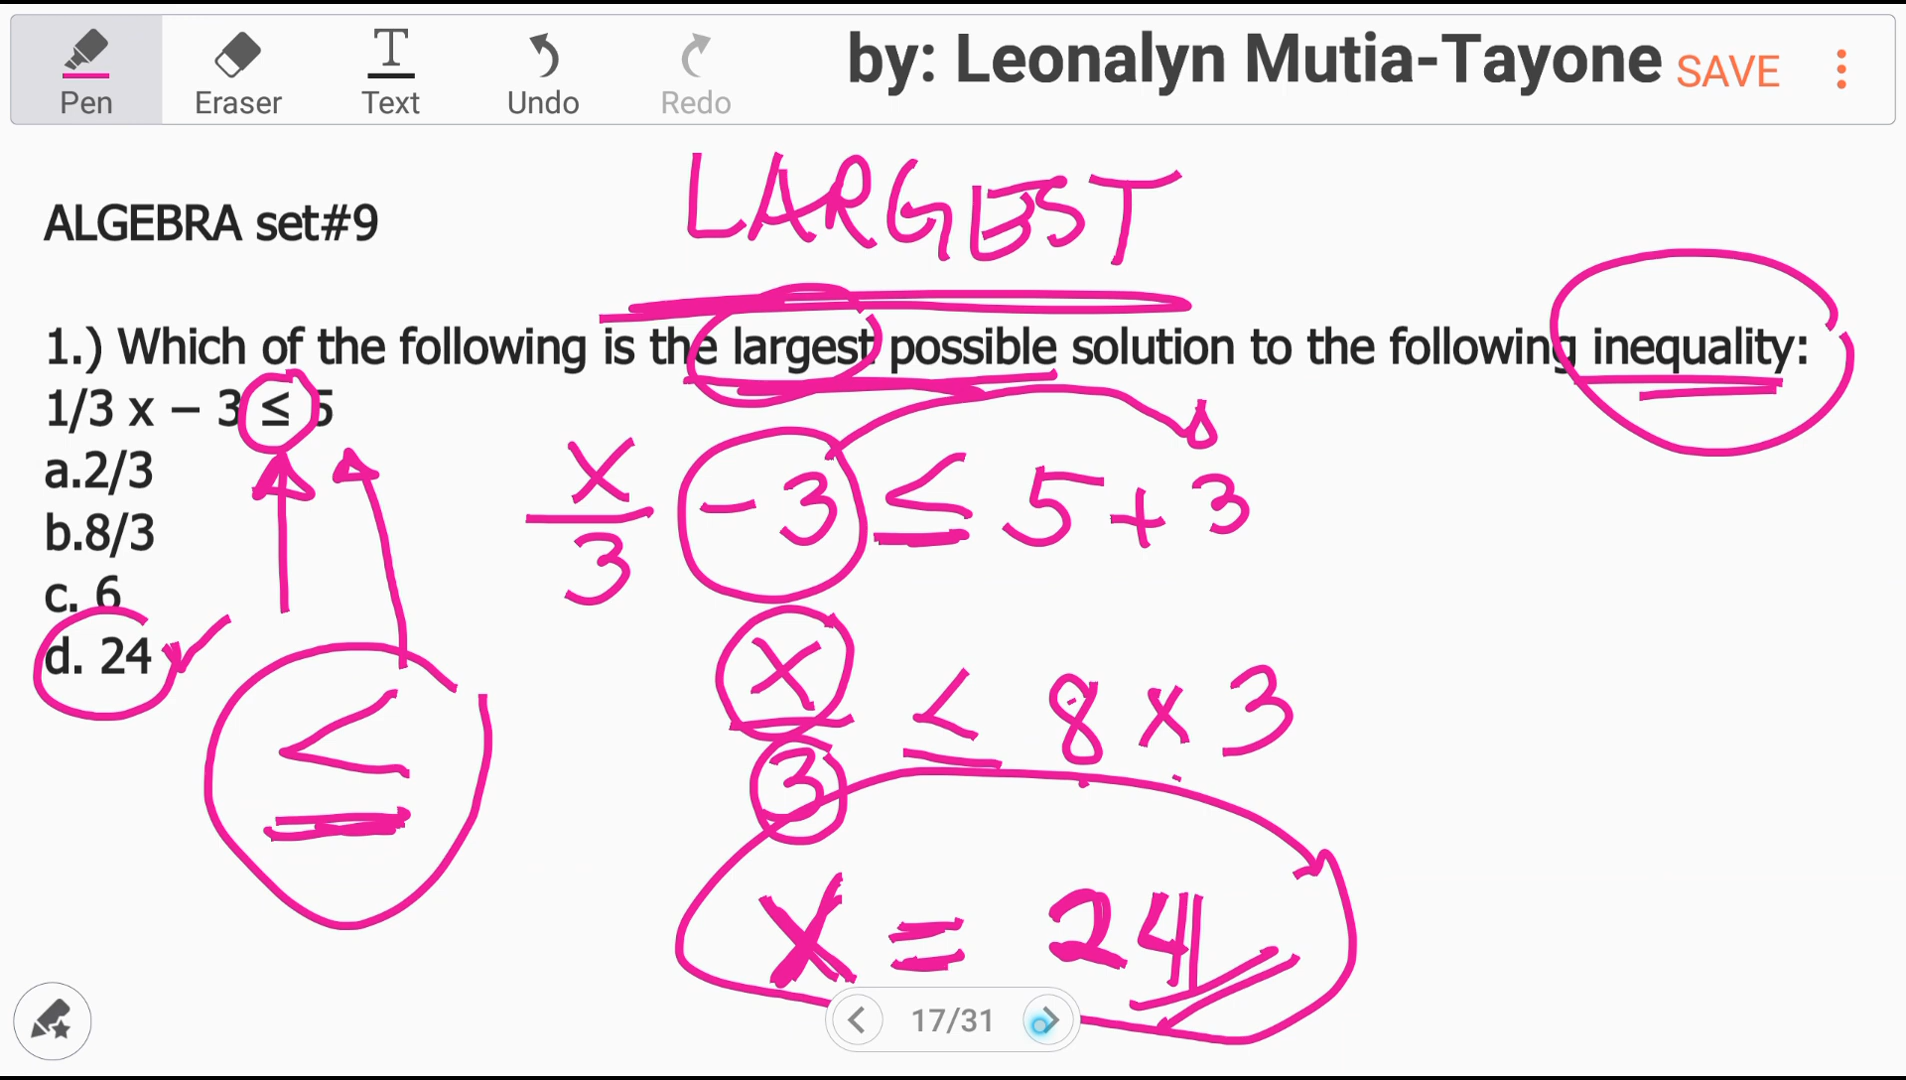 Pen Eraser Text Undo Redo by: Leonalyn Mutia-Tayone SAVE
LARGEST
ALGEBRA set#9
1.) Which of the following is the largest possible solution to the following inequality:
1/3 x − 3 ≤ 5
a.2/3
b.8/3
c. 6
d. 24
x/3 − 3 ≤ 5 + 3
x/3 ≤ 8 x 3
≤
x = 24
17/31